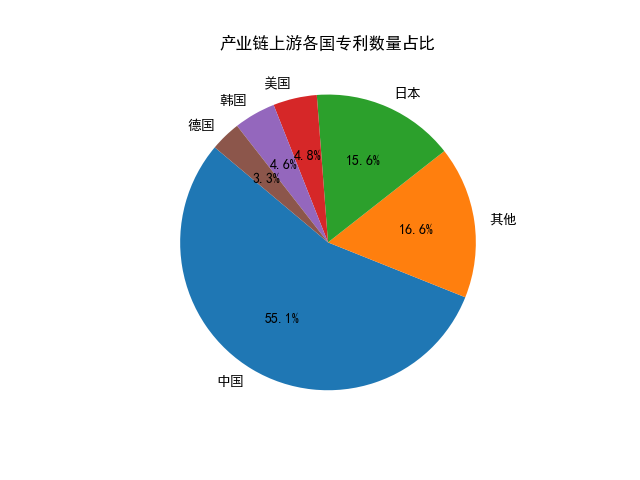 产业链上游各国专利数量占比
美国
日本
韩国
德国
4.8%
15.6%
4.6%
3.3%
其他
16.6%
55.1%
中国